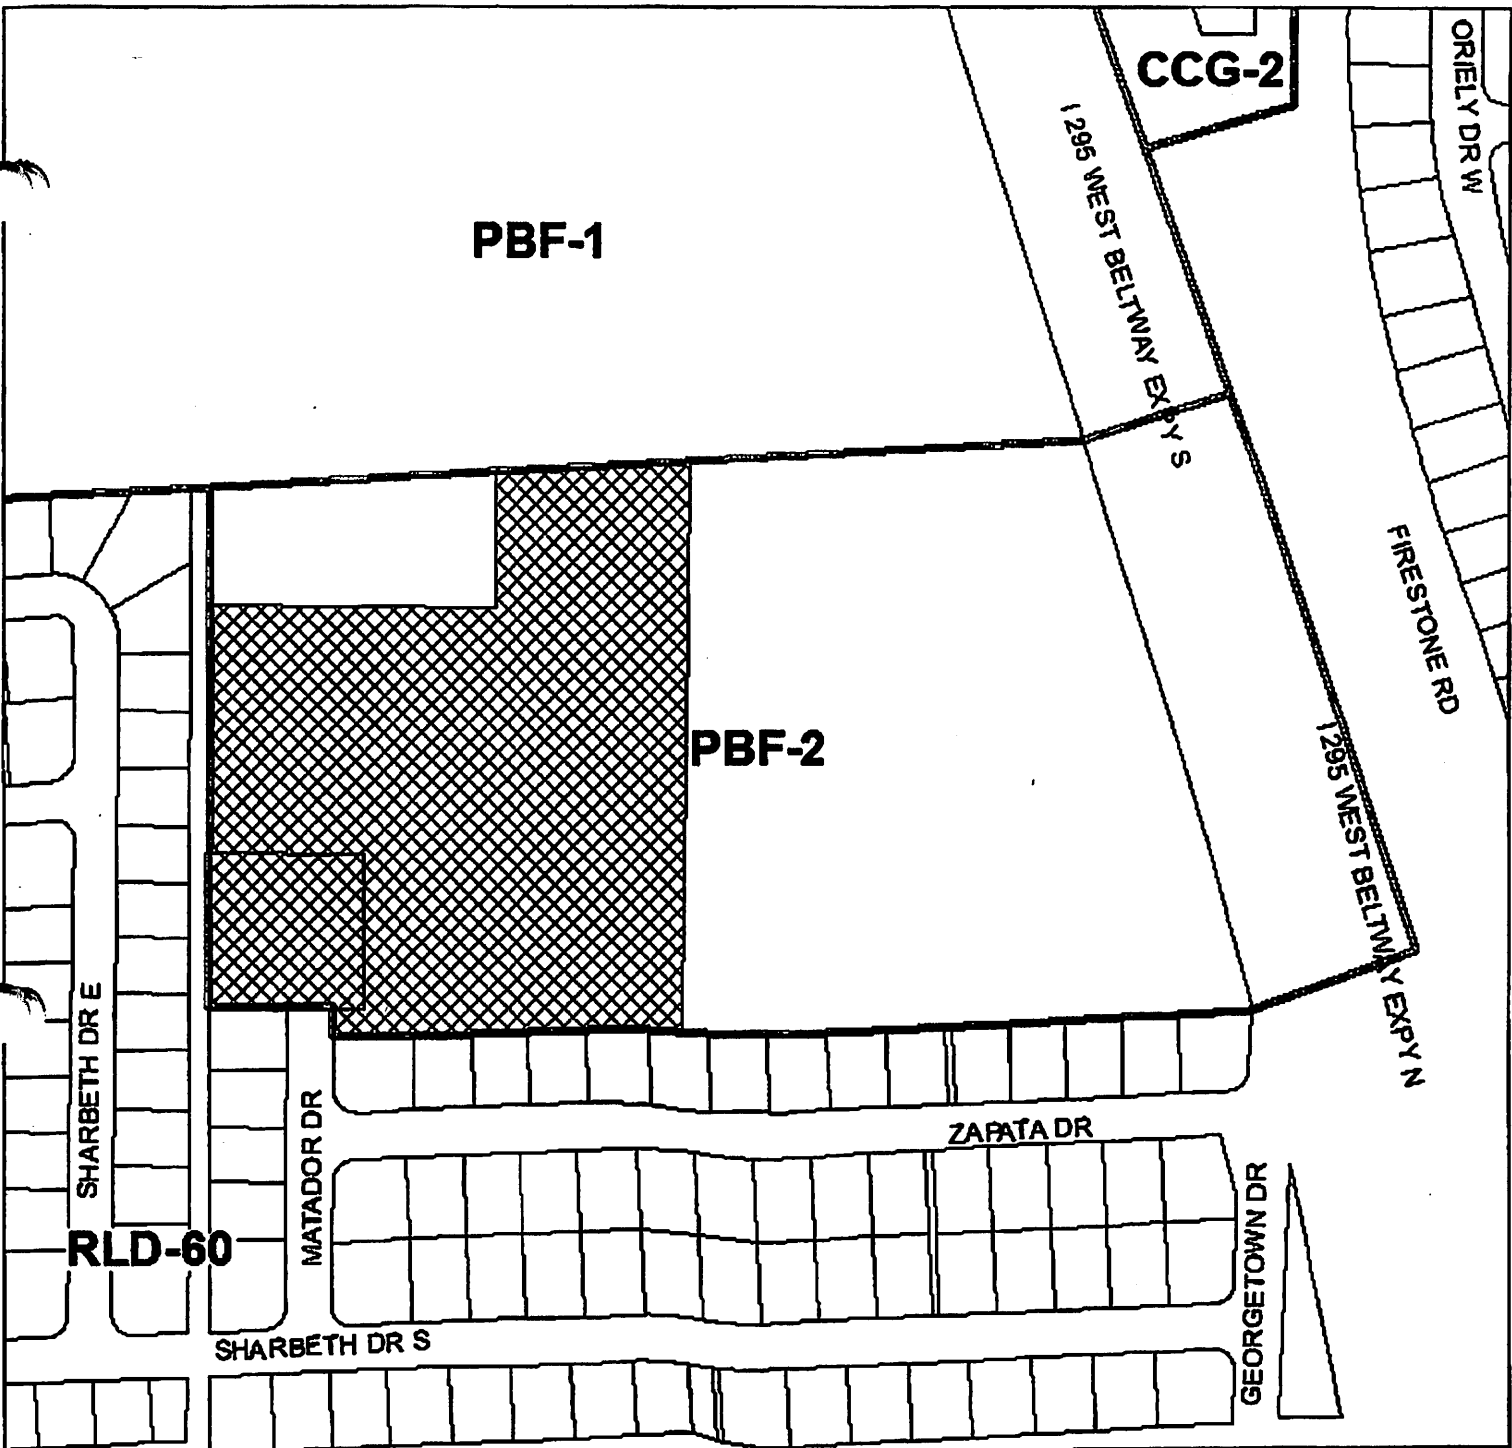 CCG-2
ORIELY DR W
I 295 WEST BELTWAY EXPY S
PBF-1
FIRESTONE RD
PBF-2
I 295 WEST BELTWAY EXPY N
SHARBETH DR E
MATADOR DR
ZAPATA DR
GEORGETOWN DR
RLD-60
SHARBETH DR S